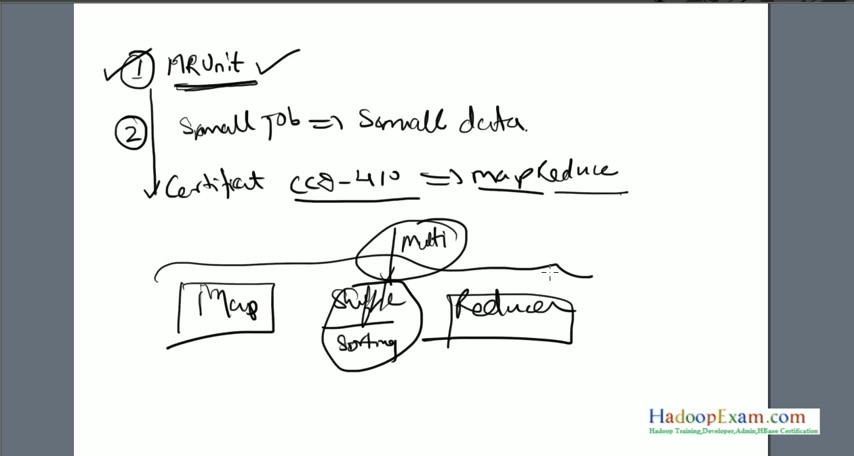 ① MRUnit
② Small Job => Small data.
Certificat CCD-410 => MapReduce
Multi
Map
Shuffle
Reducer
Sorting
HadoopExam.com
Hadoop Training,Developer,Admin,HBase Certification